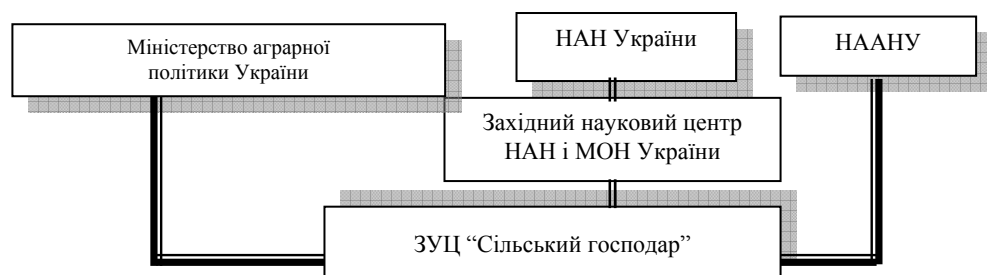 Міністерство аграрної
політики України
НАН України
НААНУ
Західний науковий центр
НАН і МОН України
ЗУЦ “Сільський господар”